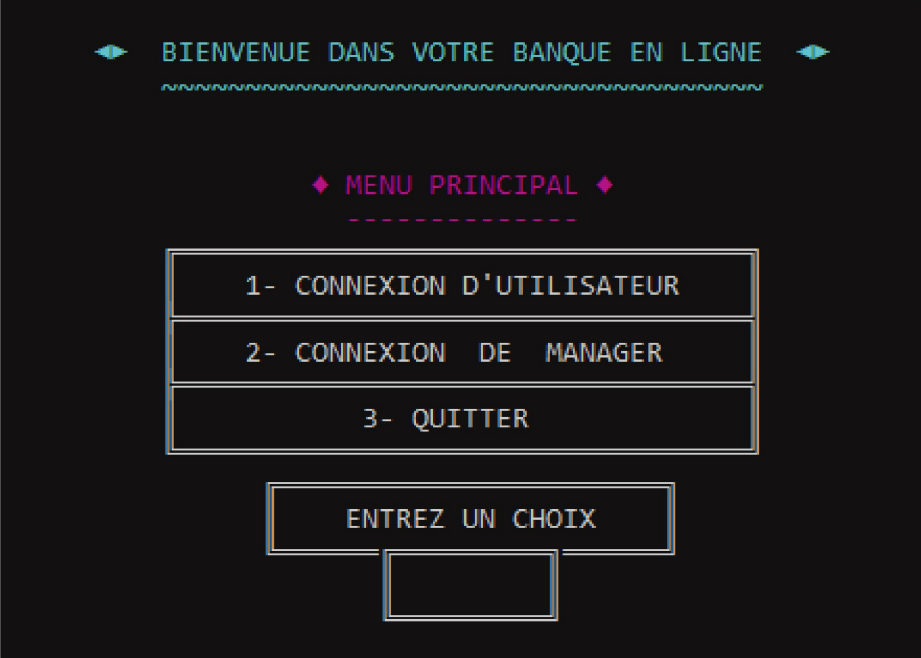 BIENVENUE DANS VOTRE BANQUE EN LIGNE
MENU PRINCIPAL
1- CONNEXION D'UTILISATEUR
2- CONNEXION DE MANAGER
3- QUITTER
ENTREZ UN CHOIX